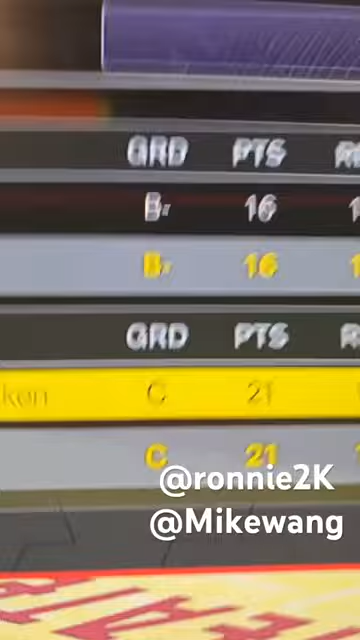 GRD PTS
B- 16
B- 16
GRD PTS
C 21
C 21
@ronnie2K
@Mikewang